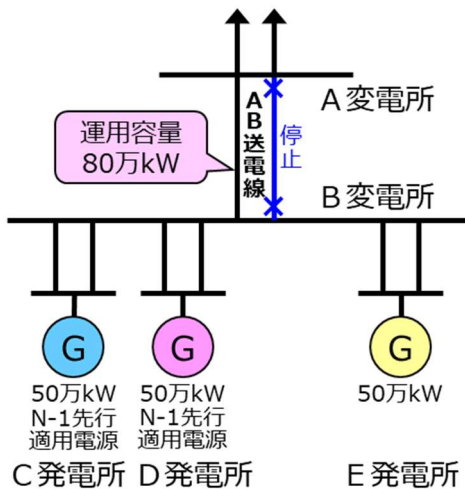 A変電所
AB送電線
停止
運用容量
80万kW
B変電所
G
50万kW
N-1先行
適用電源
C発電所
G
50万kW
N-1先行
適用電源
D発電所
G
50万kW
E発電所